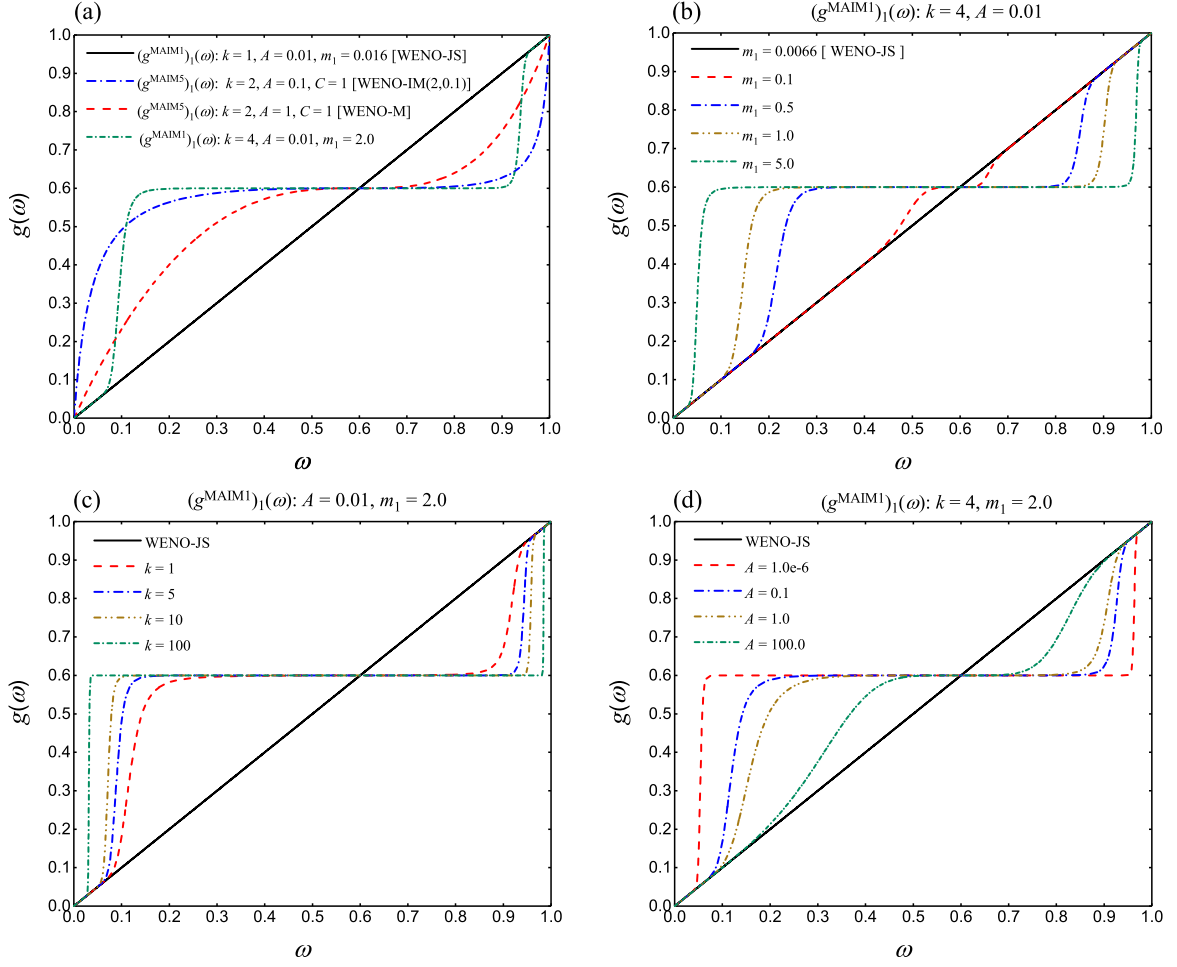 (a)
(g^MAIM1)_1(ω): k = 1, A = 0.01, m_1 = 0.016 [WENO-JS]
(g^MAIM5)_1(ω): k = 2, A = 0.1, C = 1 [WENO-IM(2,0.1)]
(g^MAIM5)_1(ω): k = 2, A = 1, C = 1 [WENO-M]
(g^MAIM1)_1(ω): k = 4, A = 0.01, m_1 = 2.0
g(ω)
1.0
0.9
0.8
0.7
0.6
0.5
0.4
0.3
0.2
0.1
0.0
0.0 0.1 0.2 0.3 0.4 0.5 0.6 0.7 0.8 0.9 1.0
ω
(b)
(g^MAIM1)_1(ω): k = 4, A = 0.01
m_1 = 0.0066 [ WENO-JS ]
m_1 = 0.1
m_1 = 0.5
m_1 = 1.0
m_1 = 5.0
g(ω)
1.0
0.9
0.8
0.7
0.6
0.5
0.4
0.3
0.2
0.1
0.0
0.0 0.1 0.2 0.3 0.4 0.5 0.6 0.7 0.8 0.9 1.0
ω
(c)
(g^MAIM1)_1(ω): A = 0.01, m_1 = 2.0
WENO-JS
k = 1
k = 5
k = 10
k = 100
g(ω)
1.0
0.9
0.8
0.7
0.6
0.5
0.4
0.3
0.2
0.1
0.0
0.0 0.1 0.2 0.3 0.4 0.5 0.6 0.7 0.8 0.9 1.0
ω
(d)
(g^MAIM1)_1(ω): k = 4, m_1 = 2.0
WENO-JS
A = 1.0e-6
A = 0.1
A = 1.0
A = 100.0
g(ω)
1.0
0.9
0.8
0.7
0.6
0.5
0.4
0.3
0.2
0.1
0.0
0.0 0.1 0.2 0.3 0.4 0.5 0.6 0.7 0.8 0.9 1.0
ω